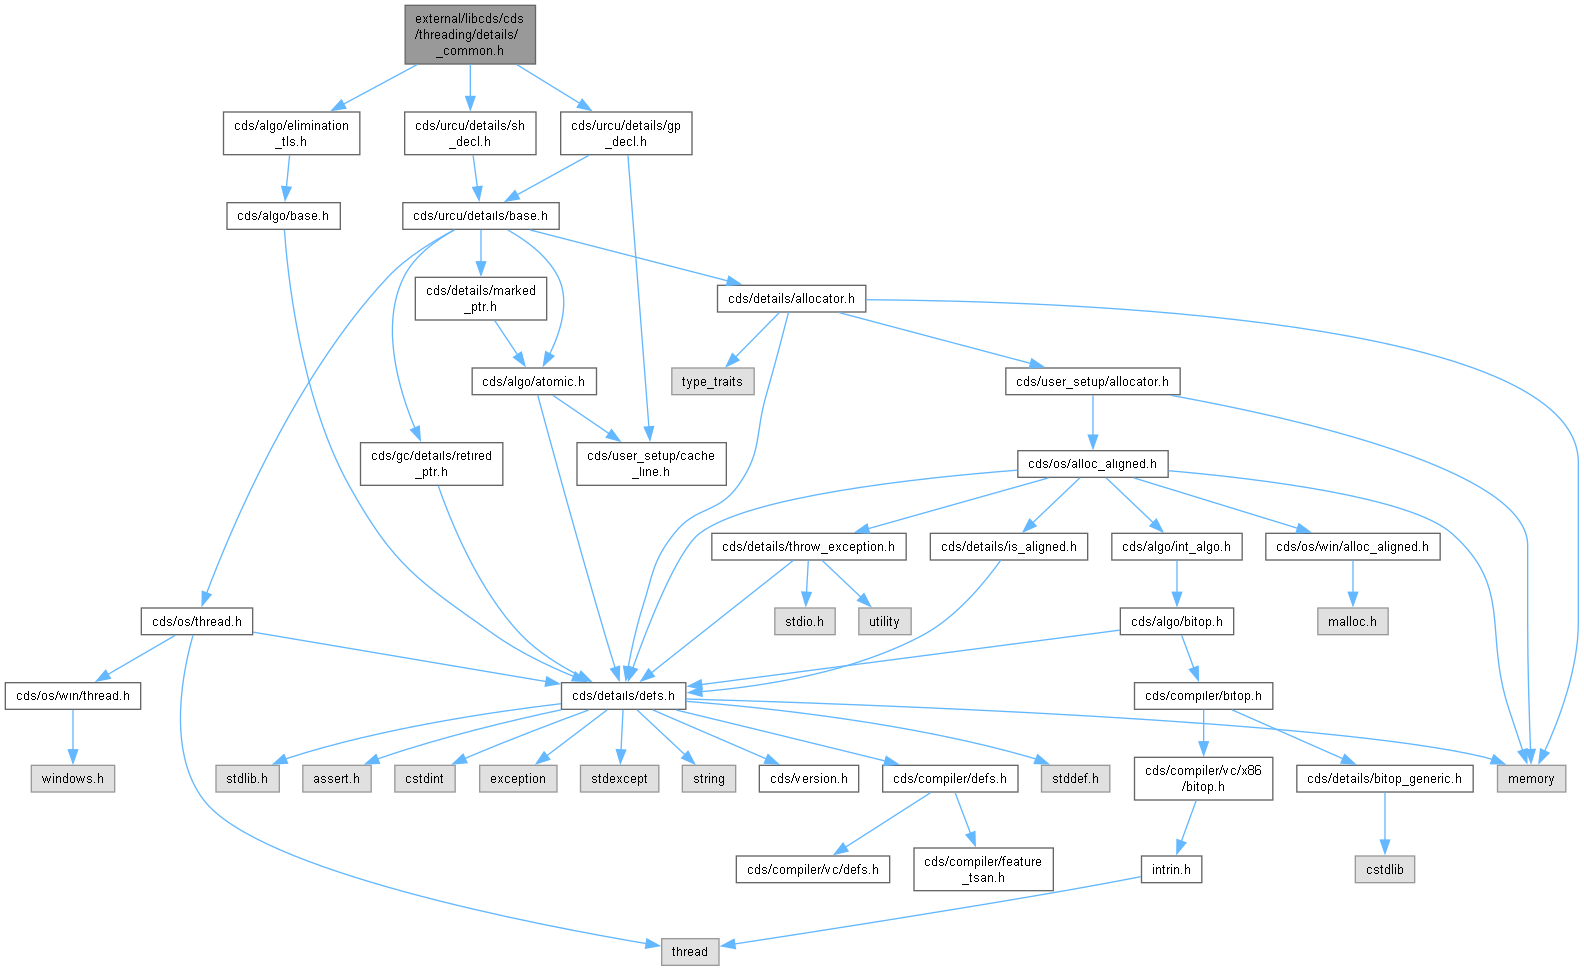 external/libcds/cds
/threading/details/
_common.h
cds/algo/elimination
_tls.h
cds/urcu/details/sh
_decl.h
cds/urcu/details/gp
_decl.h
cds/algo/base.h
cds/urcu/details/base.h
cds/details/marked
_ptr.h
cds/details/allocator.h
type_traits
cds/algo/atomic.h
cds/user_setup/allocator.h
cds/gc/details/retired
_ptr.h
cds/user_setup/cache
_line.h
cds/os/alloc_aligned.h
cds/details/throw_exception.h
cds/details/is_aligned.h
cds/algo/int_algo.h
cds/os/win/alloc_aligned.h
cds/os/thread.h
stdio.h
utility
cds/algo/bitop.h
malloc.h
cds/os/win/thread.h
cds/details/defs.h
cds/compiler/bitop.h
windows.h
stdlib.h
assert.h
cstdint
exception
stdexcept
string
cds/version.h
cds/compiler/defs.h
stddef.h
cds/compiler/vc/x86
/bitop.h
cds/details/bitop_generic.h
memory
cds/compiler/vc/defs.h
cds/compiler/feature
_tsan.h
intrin.h
cstdlib
thread